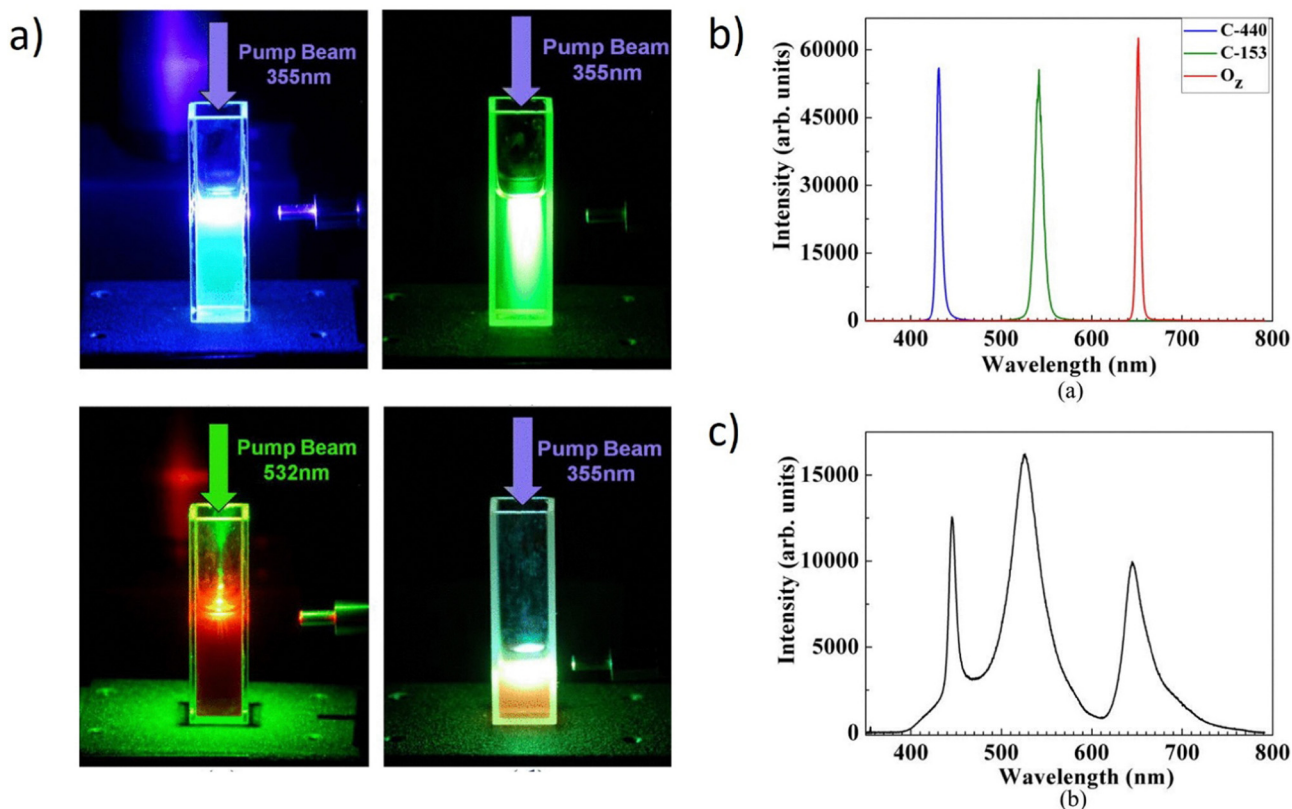 a)
Pump Beam
355nm
Pump Beam
355nm
Pump Beam
532nm
Pump Beam
355nm
b)
C-440
C-153
O_Z
60000
45000
30000
15000
0
Intensity (arb. units)
400 500 600 700 800
Wavelength (nm)
(a)
c)
15000
10000
5000
0
Intensity (arb. units)
400 500 600 700 800
Wavelength (nm)
(b)